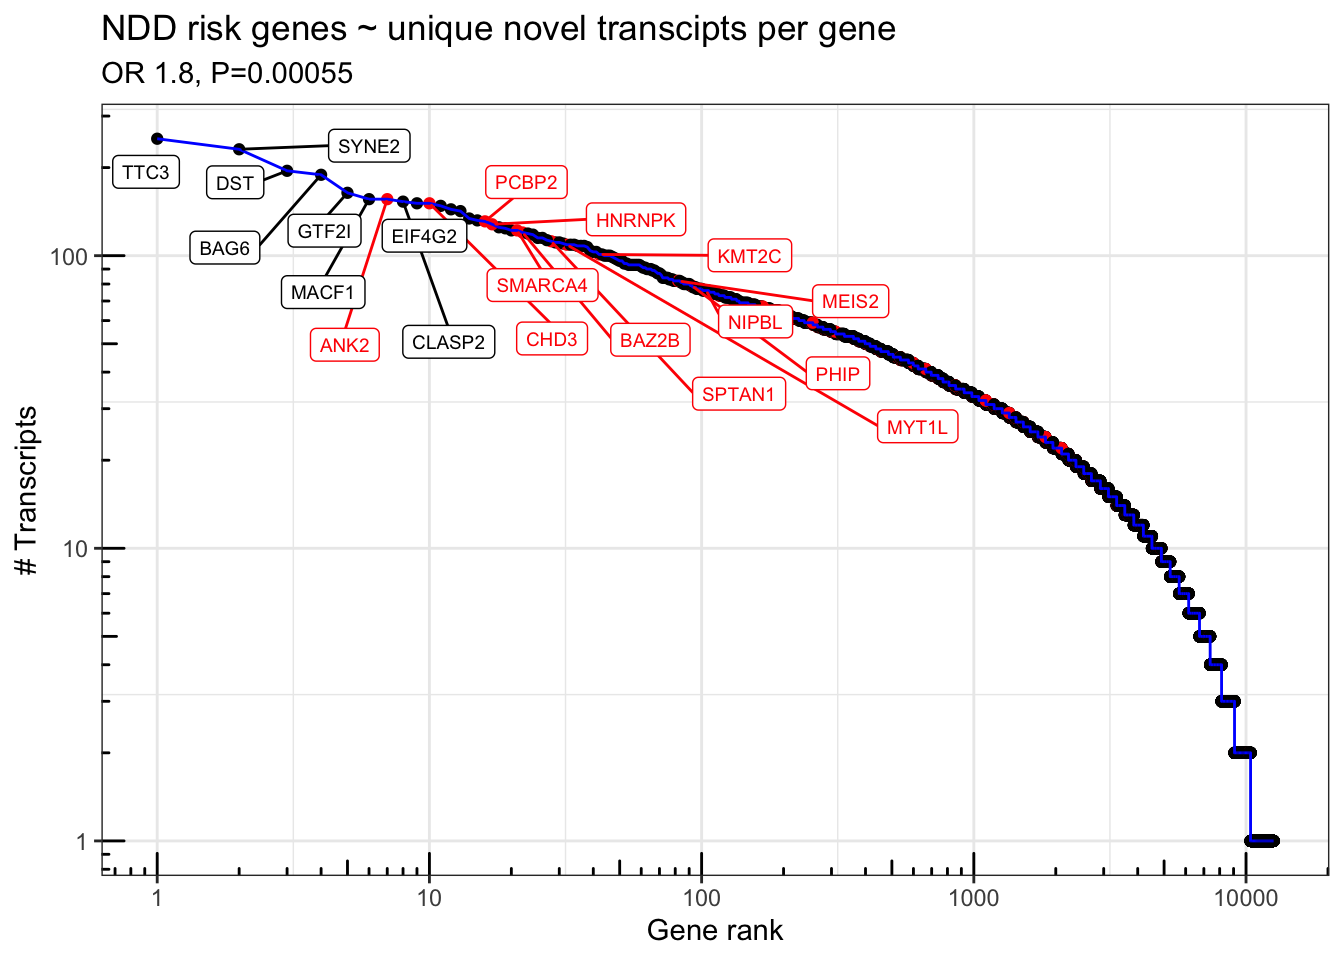 NDD risk genes ~ unique novel transcipts per gene
OR 1.8, P=0.00055
SYNE2
TTC3
DST
PCBP2
HNRNPK
GTF2I
EIF4G2
BAG6
KMT2C
MACF1
SMARCA4
MEIS2
NIPBL
ANK2
CLASP2
CHD3
BAZ2B
PHIP
SPTAN1
MYT1L
# Transcripts
100
10
1
1
10
100
1000
10000
Gene rank